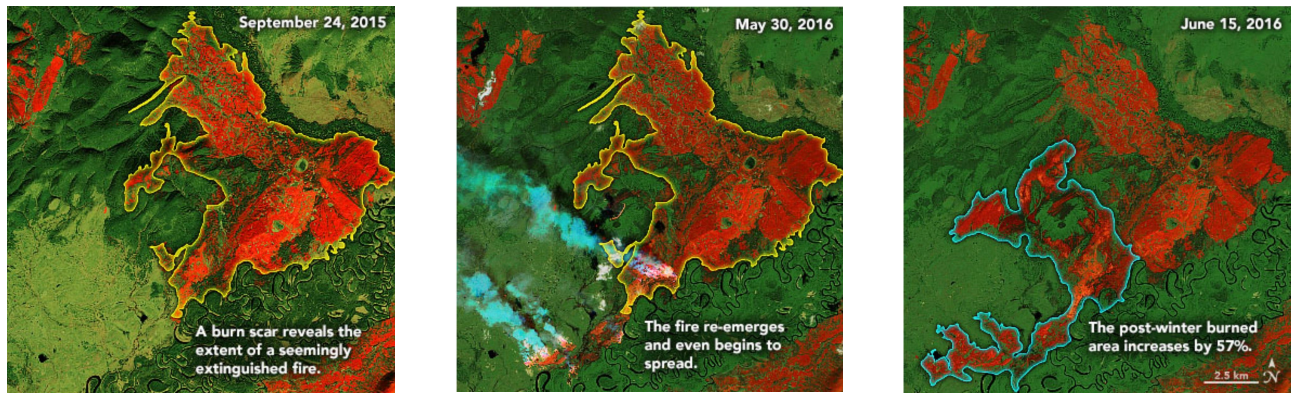 September 24, 2015
A burn scar reveals the
extent of a seemingly
extinguished fire.
May 30, 2016
The fire re-emerges
and even begins to
spread.
June 15, 2016
The post-winter burned
area increases by 57%.
2.5 km
N